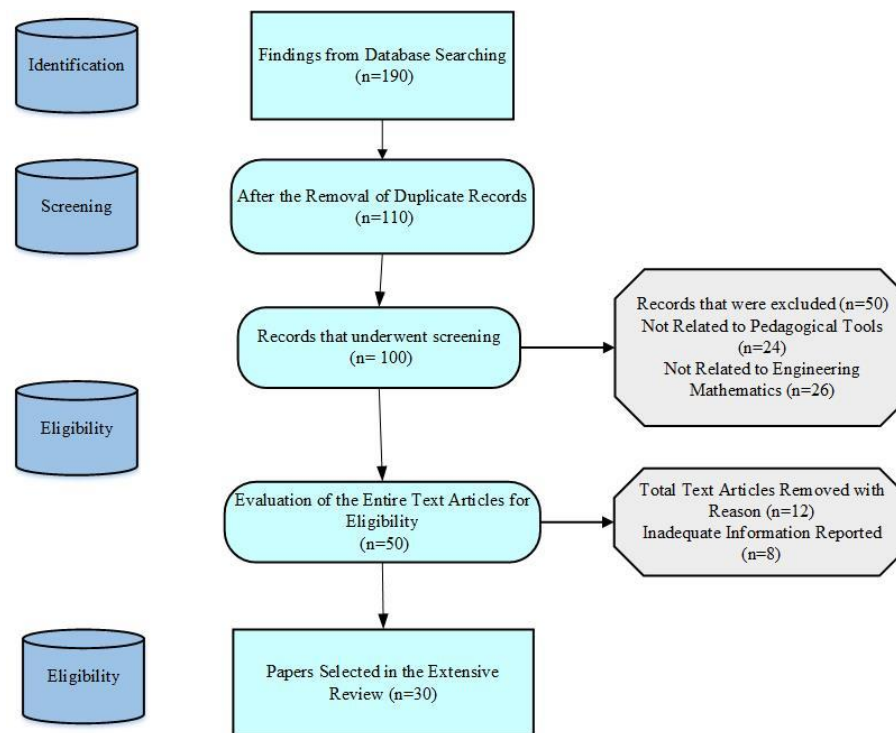 Identification
Findings from Database Searching
(n=190)
Screening
After the Removal of Duplicate Records
(n=110)
Records that underwent screening
(n= 100)
Records that were excluded (n=50)
Not Related to Pedagogical Tools
(n=24)
Not Related to Engineering
Mathematics (n=26)
Eligibility
Evaluation of the Entire Text Articles for
Eligibility
(n=50)
Total Text Articles Removed with
Reason (n=12)
Inadequate Information Reported
(n=8)
Eligibility
Papers Selected in the Extensive
Review (n=30)